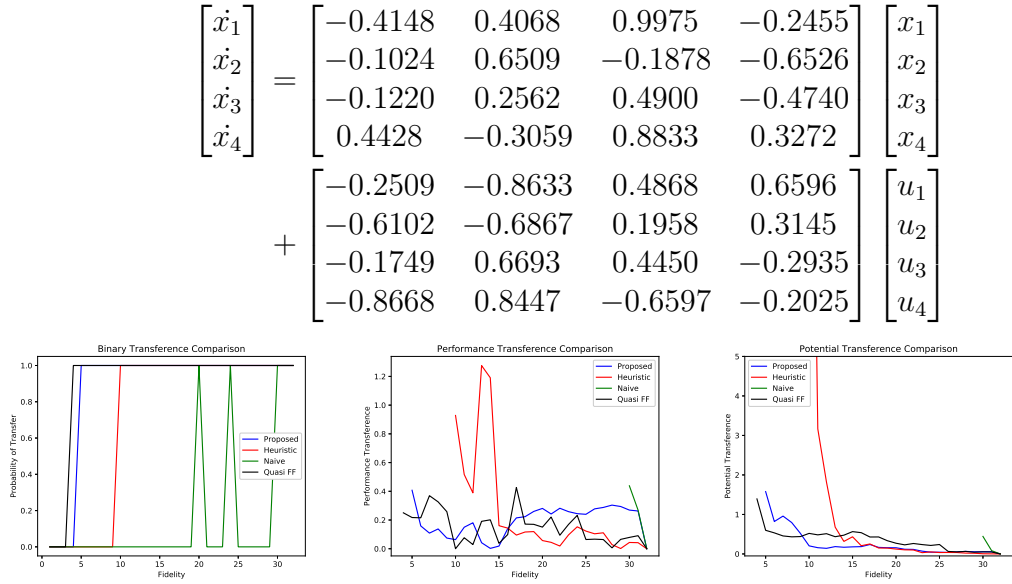 ẋ₁ −0.4148 0.4068 0.9975 −0.2455 x₁
ẋ₂ −0.1024 0.6509 −0.1878 −0.6526 x₂
=
ẋ₃ −0.1220 0.2562 0.4900 −0.4740 x₃
ẋ₄ 0.4428 −0.3059 0.8833 0.3272 x₄
−0.2509 −0.8633 0.4868 0.6596 u₁
−0.6102 −0.6867 0.1958 0.3145 u₂
+
−0.1749 0.6693 0.4450 −0.2935 u₃
−0.8668 0.8447 −0.6597 −0.2025 u₄
Binary Transference Comparison
Probability of Transfer
1.0
0.8
0.6
0.4
0.2
0.0
Proposed
Heuristic
Naive
Quasi FF
0 5 10 15 20 25 30
Fidelity
Performance Transference Comparison
Performance Transference
1.2
1.0
0.8
0.6
0.4
0.2
0.0
Proposed
Heuristic
Naive
Quasi FF
5 10 15 20 25 30
Fidelity
Potential Transference Comparison
Potential Transference
5
4
3
2
1
0
Proposed
Heuristic
Naive
Quasi FF
5 10 15 20 25 30
Fidelity